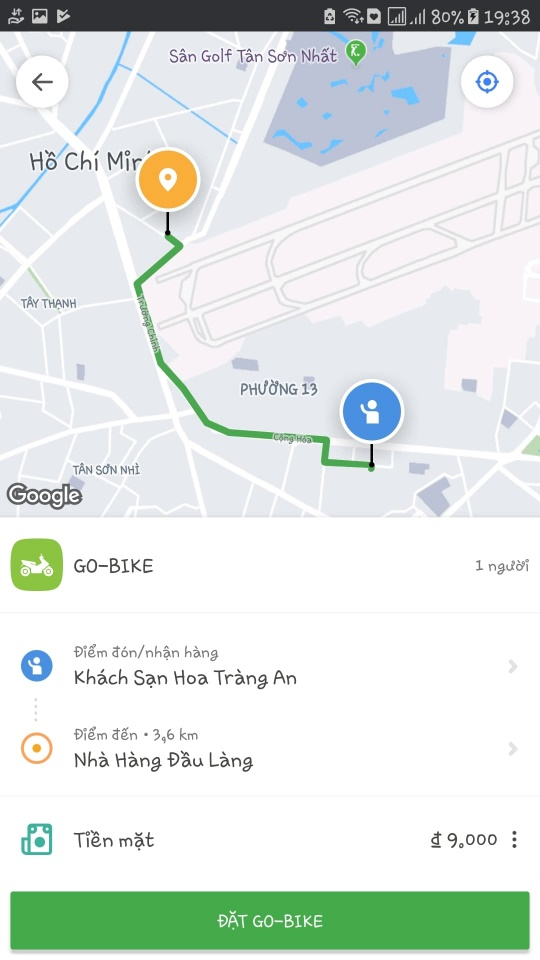 80% 19:38
Sân Golf Tân Sơn Nhất
Hồ Chí Min
TÂY THẠNH
Trường Chinh
PHƯỜNG 13
Cộng Hòa
TÂN SƠN NHÌ
Google
GO-BIKE
1 người
Điểm đón/nhận hàng
Khách Sạn Hoa Tràng An
Điểm đến • 3,6 km
Nhà Hàng Đầu Làng
Tiền mặt
₫ 9.000
ĐẶT GO-BIKE